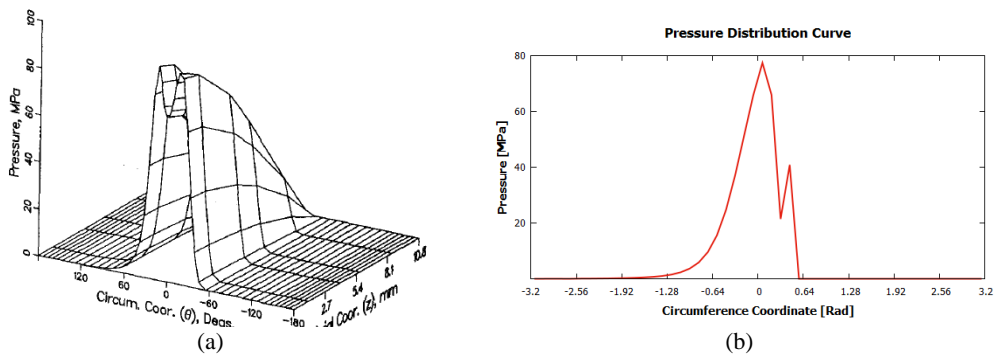 100
80
60
40
20
0
Pressure, MPa
120
60
0
-60
-120
-180
Circum. Coor. (θ), Degs.
2.7
5.4
8.1
10.8
Coor. (Z), mm
(a)
Pressure Distribution Curve
80
60
40
20
Pressure [MPa]
-3.2 -2.56 -1.92 -1.28 -0.64 0 0.64 1.28 1.92 2.56 3.2
Circumference Coordinate [Rad]
(b)